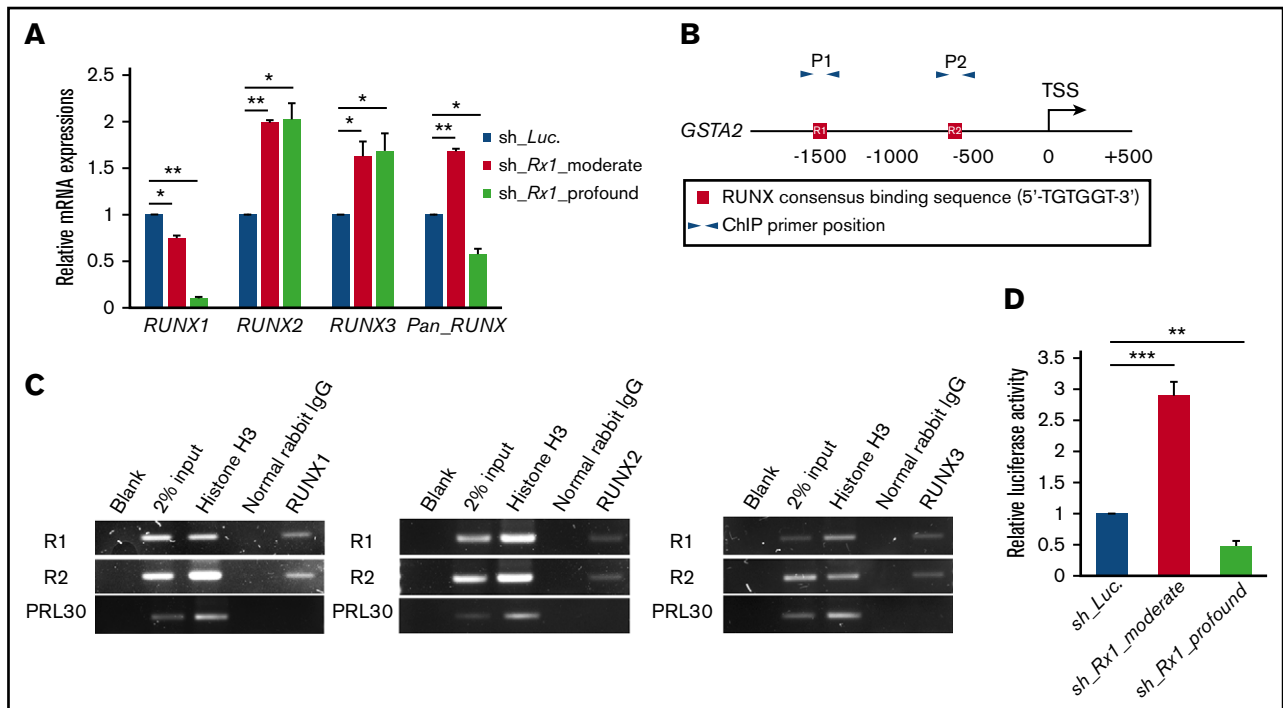 A
Relative mRNA expressions
2.5
2
1.5
1
0.5
0
* ** ** * * * ** *
RUNX1 RUNX2 RUNX3 Pan_RUNX
sh_Luc.
sh_Rx1_moderate
sh_Rx1_profound
B
P1 P2
TSS
GSTA2
R1 R2
-1500 -1000 -500 0 +500
RUNX consensus binding sequence (5'-TGTGGT-3')
ChIP primer position
C
Blank 2% input Histone H3 Normal rabbit IgG RUNX1
R1
R2
PRL30
Blank 2% input Histone H3 Normal rabbit IgG RUNX2
R1
R2
PRL30
Blank 2% input Histone H3 Normal rabbit IgG RUNX3
R1
R2
PRL30
D
Relative luciferase activity
**
***
3.5
3
2.5
2
1.5
1
0.5
0
sh_Luc. sh_Rx1_moderate sh_Rx1_profound